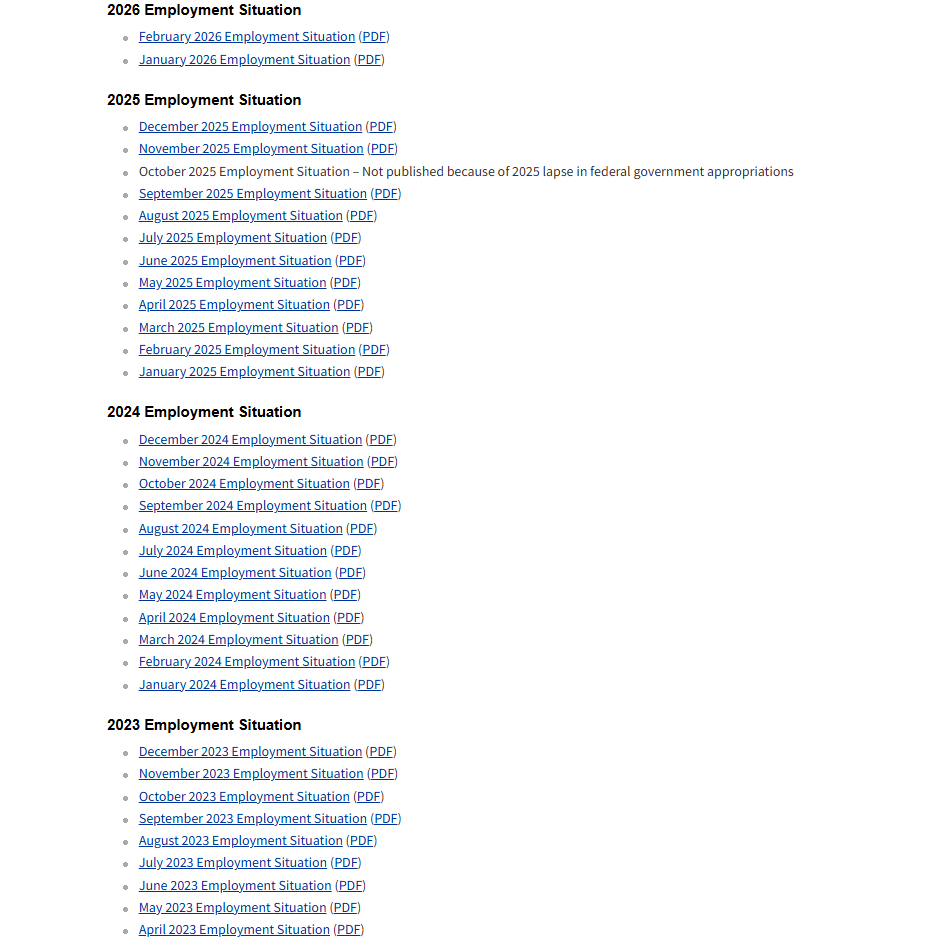 2026 Employment Situation
February 2026 Employment Situation (PDF)
January 2026 Employment Situation (PDF)
2025 Employment Situation
December 2025 Employment Situation (PDF)
November 2025 Employment Situation (PDF)
October 2025 Employment Situation – Not published because of 2025 lapse in federal government appropriations
September 2025 Employment Situation (PDF)
August 2025 Employment Situation (PDF)
July 2025 Employment Situation (PDF)
June 2025 Employment Situation (PDF)
May 2025 Employment Situation (PDF)
April 2025 Employment Situation (PDF)
March 2025 Employment Situation (PDF)
February 2025 Employment Situation (PDF)
January 2025 Employment Situation (PDF)
2024 Employment Situation
December 2024 Employment Situation (PDF)
November 2024 Employment Situation (PDF)
October 2024 Employment Situation (PDF)
September 2024 Employment Situation (PDF)
August 2024 Employment Situation (PDF)
July 2024 Employment Situation (PDF)
June 2024 Employment Situation (PDF)
May 2024 Employment Situation (PDF)
April 2024 Employment Situation (PDF)
March 2024 Employment Situation (PDF)
February 2024 Employment Situation (PDF)
January 2024 Employment Situation (PDF)
2023 Employment Situation
December 2023 Employment Situation (PDF)
November 2023 Employment Situation (PDF)
October 2023 Employment Situation (PDF)
September 2023 Employment Situation (PDF)
August 2023 Employment Situation (PDF)
July 2023 Employment Situation (PDF)
June 2023 Employment Situation (PDF)
May 2023 Employment Situation (PDF)
April 2023 Employment Situation (PDF)